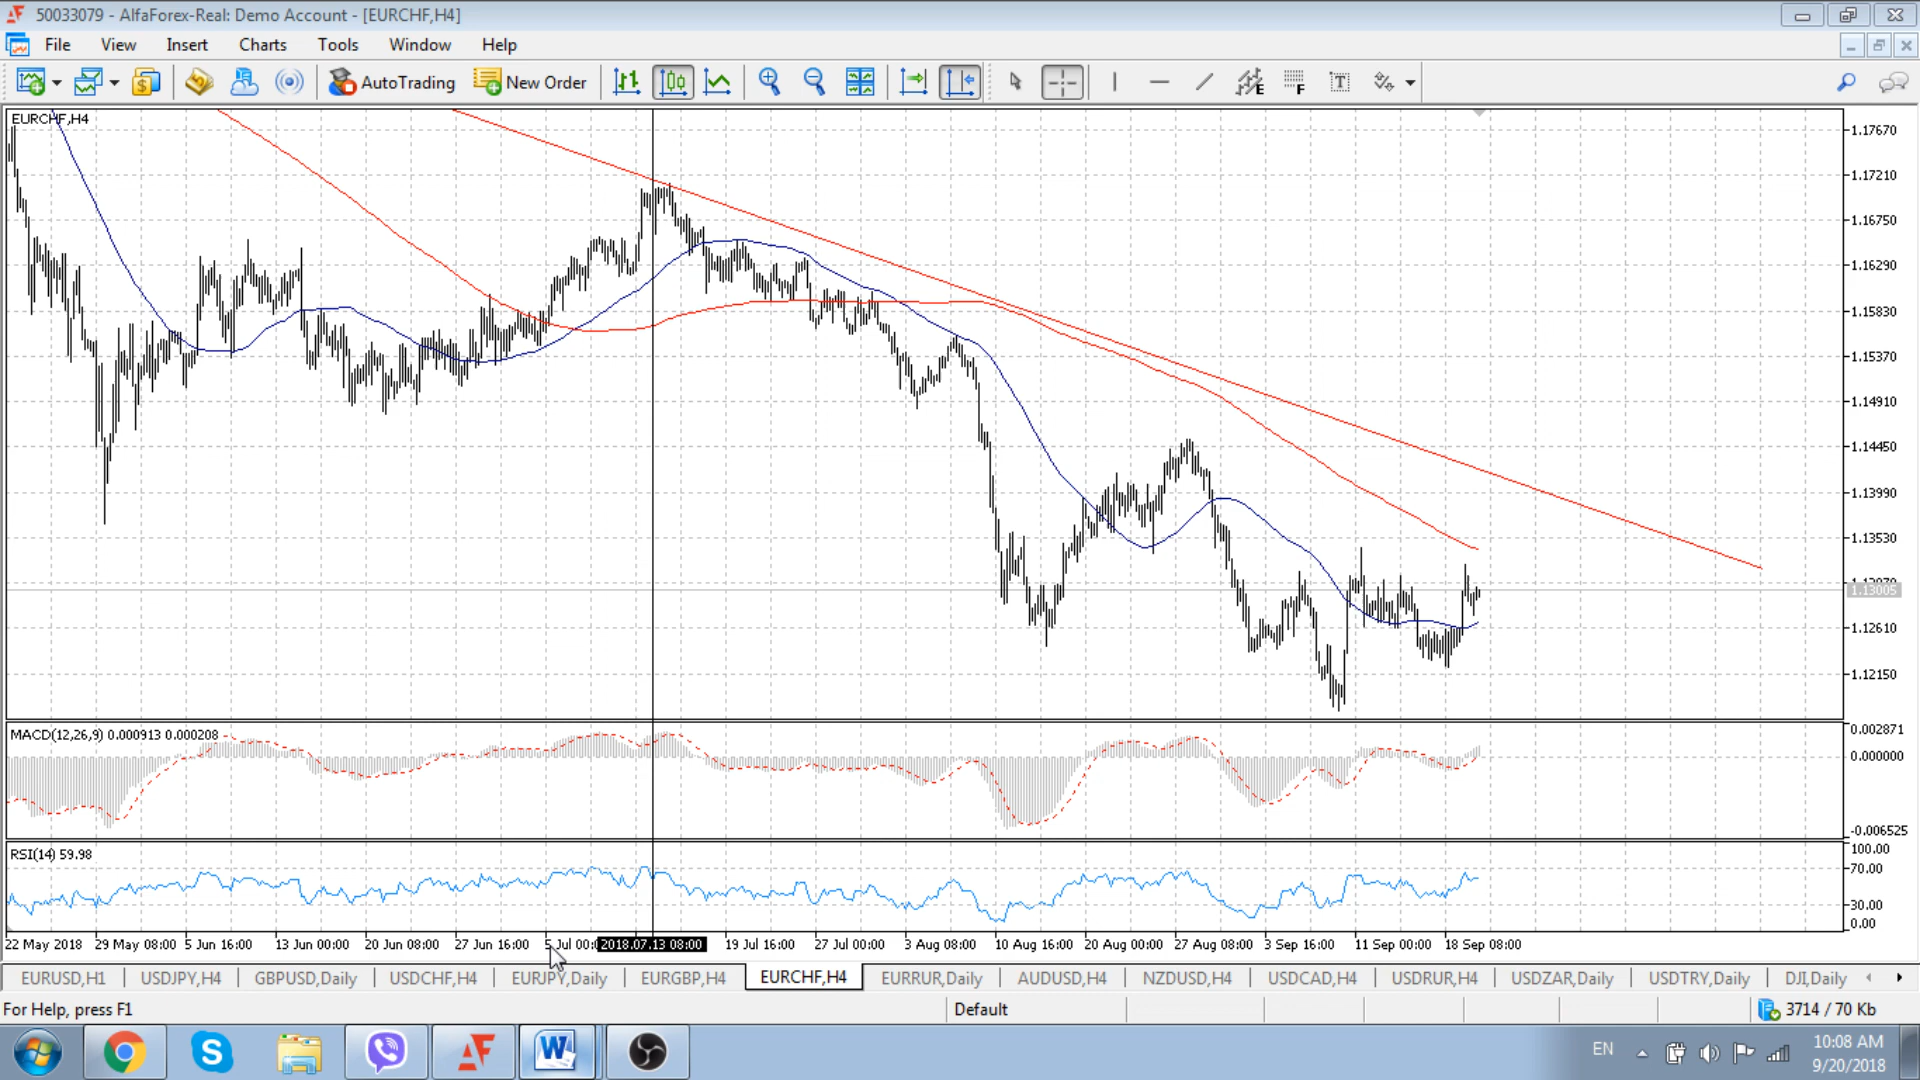 50033079 - AlfaForex-Real: Demo Account - [EURCHF,H4]
File View Insert Charts Tools Window Help
AutoTrading New Order
EURCHF,H4
1.17670
1.17210
1.16750
1.16290
1.15830
1.15370
1.14910
1.14450
1.13990
1.13530
1.13005
1.12610
1.12150
MACD(12,26,9) 0.000913 0.000208
0.002871
0.000000
-0.006525
RSI(14) 59.98
100.00
70.00
30.00
0.00
22 May 2018 29 May 08:00 5 Jun 16:00 13 Jun 00:00 20 Jun 08:00 27 Jun 16:00 5 Jul 00:0 2018.07.13 08:00 19 Jul 16:00 27 Jul 00:00 3 Aug 08:00 10 Aug 16:00 20 Aug 00:00 27 Aug 08:00 3 Sep 16:00 11 Sep 00:00 18 Sep 08:00
EURUSD,H1 USDJPY,H4 GBPUSD,Daily USDCHF,H4 EURJPY,Daily EURGBP,H4 EURCHF,H4 EURRUR,Daily AUDUSD,H4 NZDUSD,H4 USDCAD,H4 USDRUR,H4 USDZAR,Daily USDTRY,Daily DJI,Daily
For Help, press F1 Default 3714 / 70 Kb
EN 10:08 AM
9/20/2018